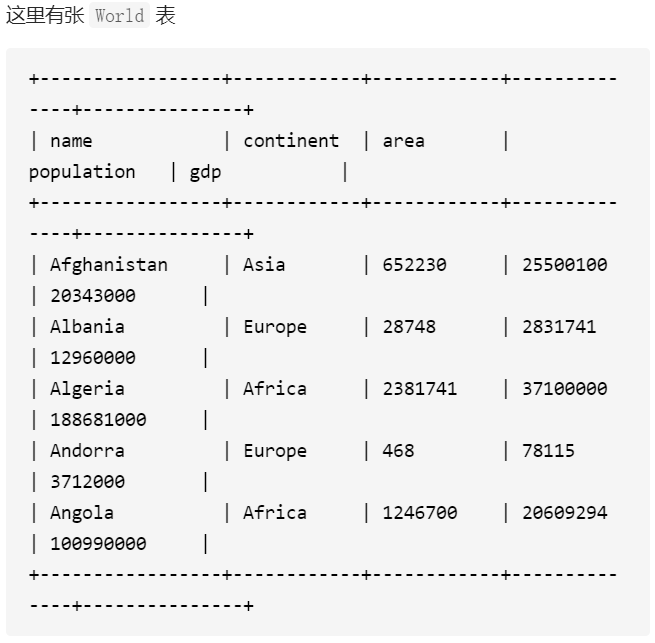 这里有张 World 表
+-----------------+------------+------------+----------
----+---------------+
| name            | continent  | area       |
population   | gdp           |
+-----------------+------------+------------+----------
----+---------------+
| Afghanistan     | Asia       | 652230     | 25500100
| 20343000      |
| Albania         | Europe     | 28748      | 2831741
| 12960000      |
| Algeria         | Africa     | 2381741    | 37100000
| 188681000     |
| Andorra         | Europe     | 468        | 78115
| 3712000       |
| Angola          | Africa     | 1246700    | 20609294
| 100990000     |
+-----------------+------------+------------+----------
----+---------------+